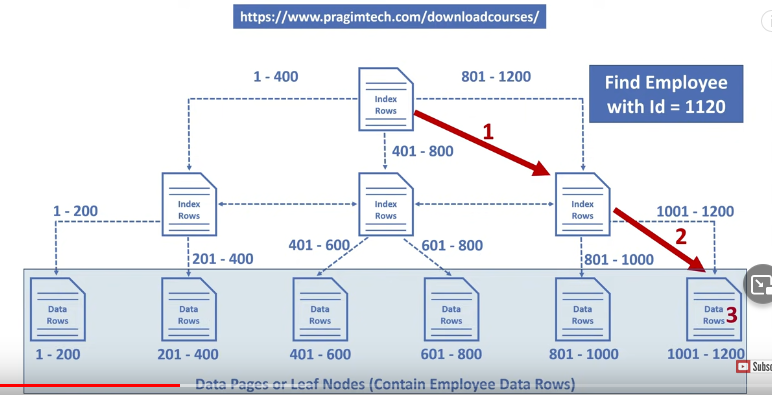 https://www.pragimtech.com/downloadcourses/
1 - 400
801 - 1200
Index
Rows
Find Employee
with Id = 1120
1
401 - 800
Index
Rows
Index
Rows
Index
Rows
1 - 200
1001 - 1200
2
201 - 400
401 - 600
601 - 800
801 - 1000
Data
Rows
Data
Rows
Data
Rows
Data
Rows
Data
Rows
Data
Rows
3
1 - 200
201 - 400
401 - 600
601 - 800
801 - 1000
1001 - 1200
Data Pages or Leaf Nodes (Contain Employee Data Rows)